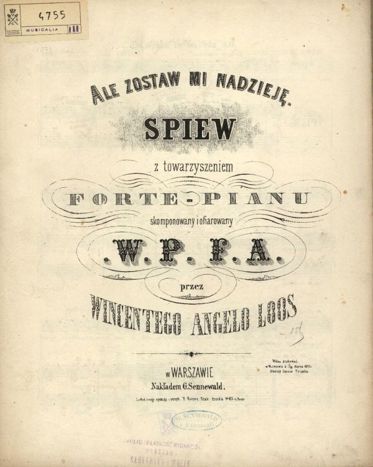 4755
MUSICALIA
ALE ZOSTAW MI NADZIEJĘ.
SPIEW
z towarzyszeniem
FORTE-PIANU
skomponowany i ofiarowany
.W. P. F. A.
przez
WINCENTEGO ANGELO LOOS
w WARSZAWIE
Nakładem G. Sennewald.
G. SENNEWALD